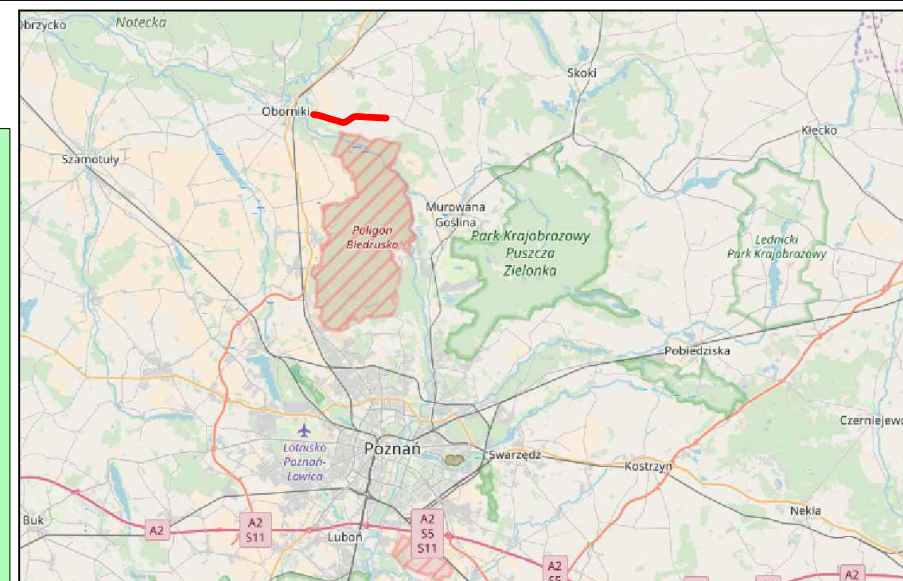 Obrzycko
Notecka
Skoki
Oborniki
Kłecko
Szamotuły
Murowana
Goślina
Poligon
Biedrusko
Park Krajobrazowy
Puszcza
Zielonka
Lednicki
Park Krajobrazowy
Pobiedziska
Czerniejewo
Lotnisko
Poznań-
Ławica
Poznań
Swarzędz
Kostrzyn
Nekla
Buk
A2
A2
S11
Luboń
A2
S5
S11
A2
S5
A2